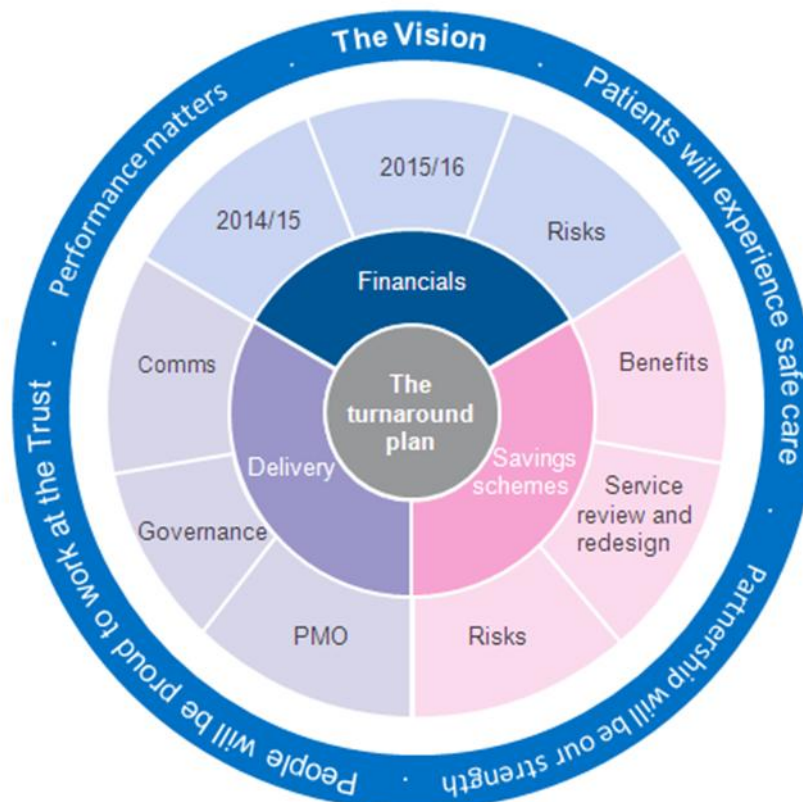 The Vision
Patients will experience safe care
Partnership will be our strength
People will be proud to work at the Trust
Performance matters
2014/15
2015/16
Risks
Financials
Comms
Benefits
The
turnaround
plan
Delivery
Savings
schemes
Service
review and
redesign
Governance
PMO
Risks